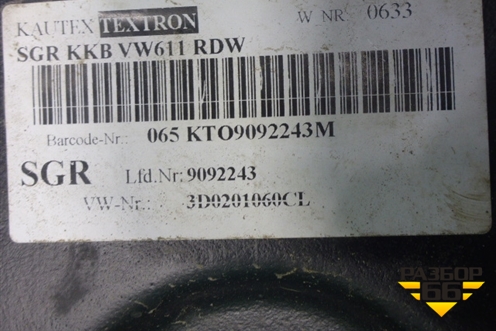 KAUTEX TEXTRON W NR. 0633
SGR KKB VW611 RDW
Barcode-Nr.: 065 KTO9092243M
SGR Lfd.Nr: 9092243
VW-Nr.: 3D0201060CL
РАЗБОР
66